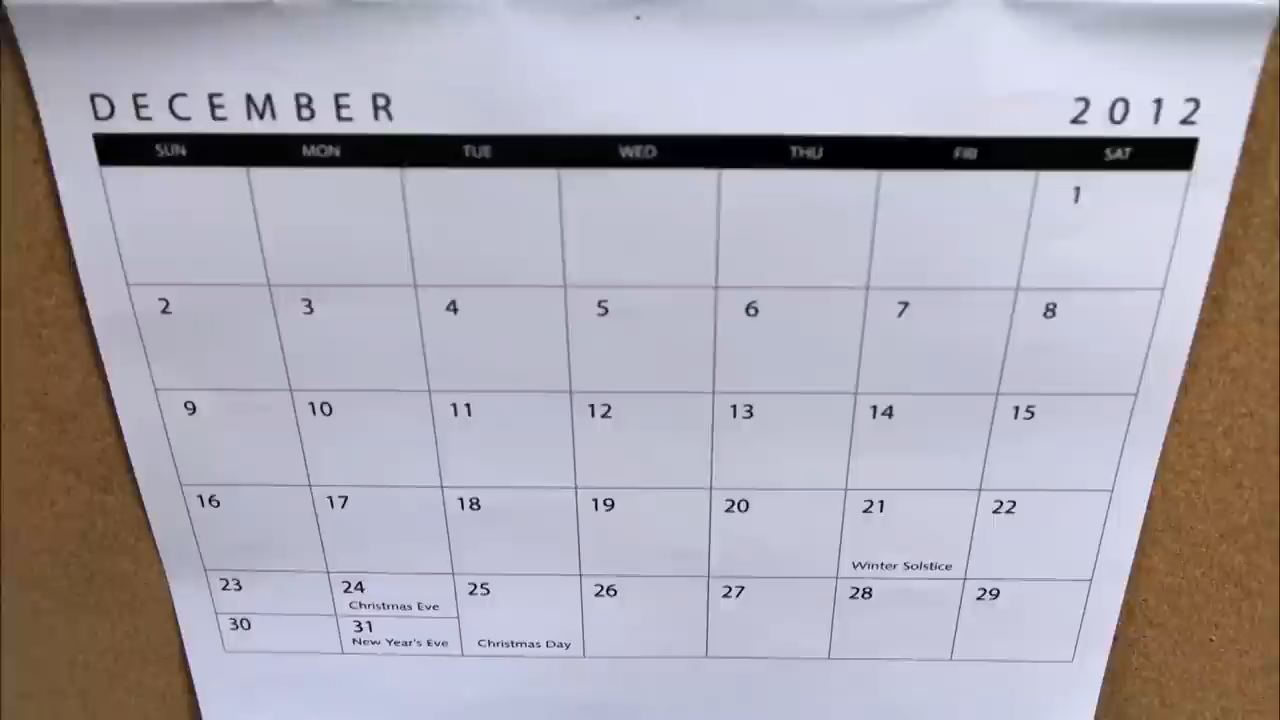 DECEMBER 2012
SUN MON TUE WED THU FRI SAT
1
2 3 4 5 6 7 8
9 10 11 12 13 14 15
16 17 18 19 20 21 22
Winter Solstice
23 24 25 26 27 28 29
Christmas Eve
30 31
New Year's Eve Christmas Day